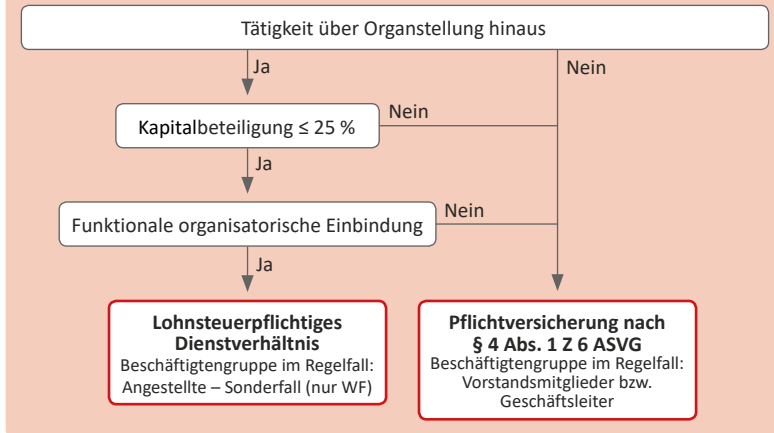 Tätigkeit über Organstellung hinaus
Ja
Nein
Kapitalbeteiligung ≤ 25 %
Nein
Ja
Funktionale organisatorische Einbindung
Nein
Ja
Lohnsteuerpflichtiges
Dienstverhältnis
Beschäftigtengruppe im Regelfall:
Angestellte – Sonderfall (nur WF)
Pflichtversicherung nach
§ 4 Abs. 1 Z 6 ASVG
Beschäftigtengruppe im Regelfall:
Vorstandsmitglieder bzw.
Geschäftsleiter